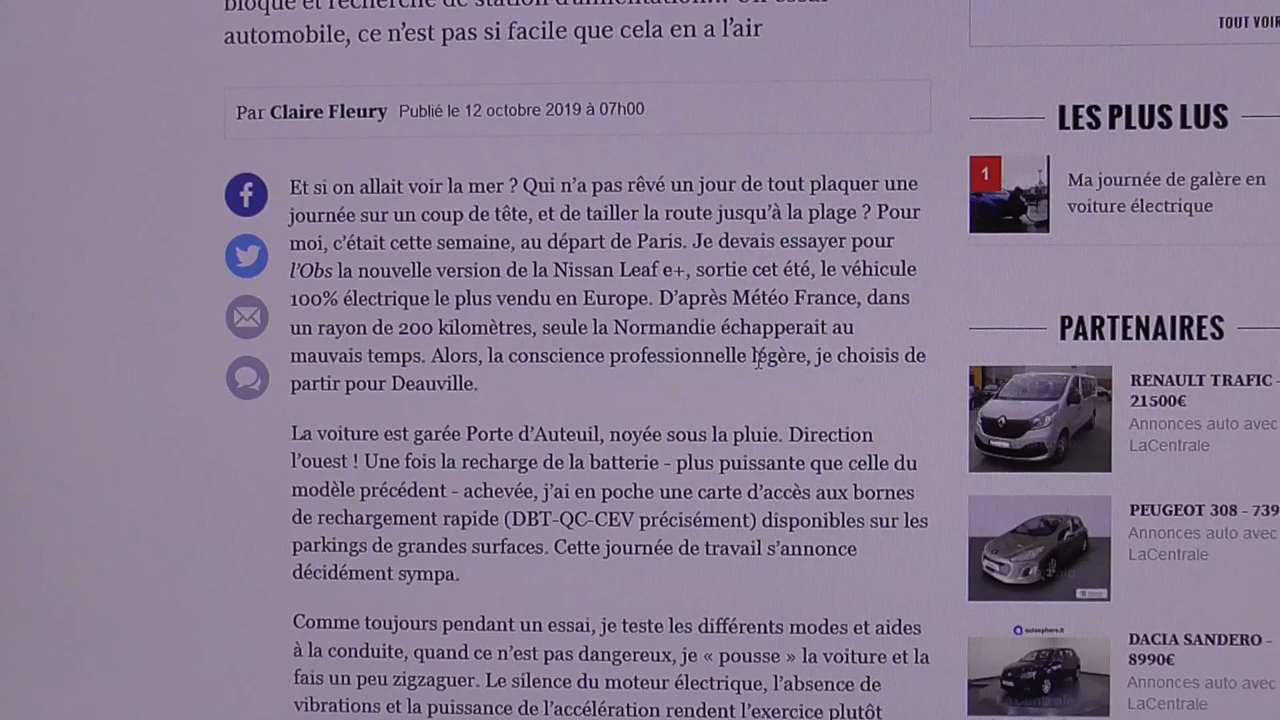 automobile, ce n'est pas si facile que cela en a l'air
Par Claire Fleury Publié le 12 octobre 2019 à 07h00
Et si on allait voir la mer ? Qui n'a pas rêvé un jour de tout plaquer une
journée sur un coup de tête, et de tailler la route jusqu'à la plage ? Pour
moi, c'était cette semaine, au départ de Paris. Je devais essayer pour
l'Obs la nouvelle version de la Nissan Leaf e+, sortie cet été, le véhicule
100% électrique le plus vendu en Europe. D'après Météo France, dans
un rayon de 200 kilomètres, seule la Normandie échapperait au
mauvais temps. Alors, la conscience professionnelle légère, je choisis de
partir pour Deauville.
La voiture est garée Porte d'Auteuil, noyée sous la pluie. Direction
l'ouest ! Une fois la recharge de la batterie - plus puissante que celle du
modèle précédent - achevée, j'ai en poche une carte d'accès aux bornes
de rechargement rapide (DBT-QC-CEV précisément) disponibles sur les
parkings de grandes surfaces. Cette journée de travail s'annonce
décidément sympa.
Comme toujours pendant un essai, je teste les différents modes et aides
à la conduite, quand ce n'est pas dangereux, je « pousse » la voiture et la
fais un peu zigzaguer. Le silence du moteur électrique, l'absence de
vibrations et la puissance de l'accélération rendent l'exercice plutôt
TOUT VOIR
LES PLUS LUS
1
Ma journée de galère en
voiture électrique
PARTENAIRES
RENAULT TRAFIC -
21500€
Annonces auto avec
LaCentrale
PEUGEOT 308 - 739
Annonces auto avec
LaCentrale
DACIA SANDERO -
8990€
Annonces auto avec
LaCentrale